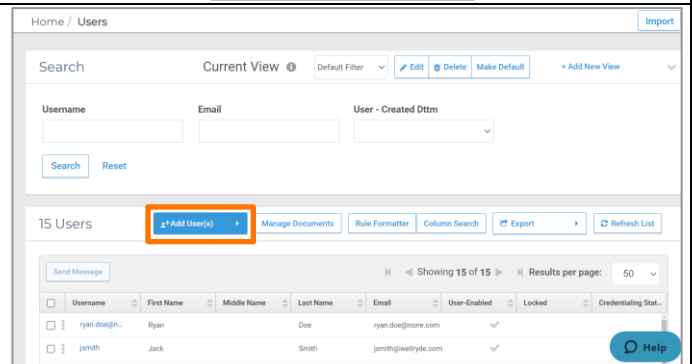 Home / Users Import
Search Current View Default Filter Edit Delete Make Default + Add New View
Username Email User - Created Dttm
Search Reset
15 Users +Add User(s) Manage Documents Rule Formatter Column Search Export Refresh List
Send Message Showing 15 of 15 Results per page: 50
Username First Name Middle Name Last Name Email User-Enabled Locked Credentialing Stat...
ryan.doe@n... Ryan Doe ryan.doe@none.com
jsmith Jack Smith jsmith@wellryde.com
Help